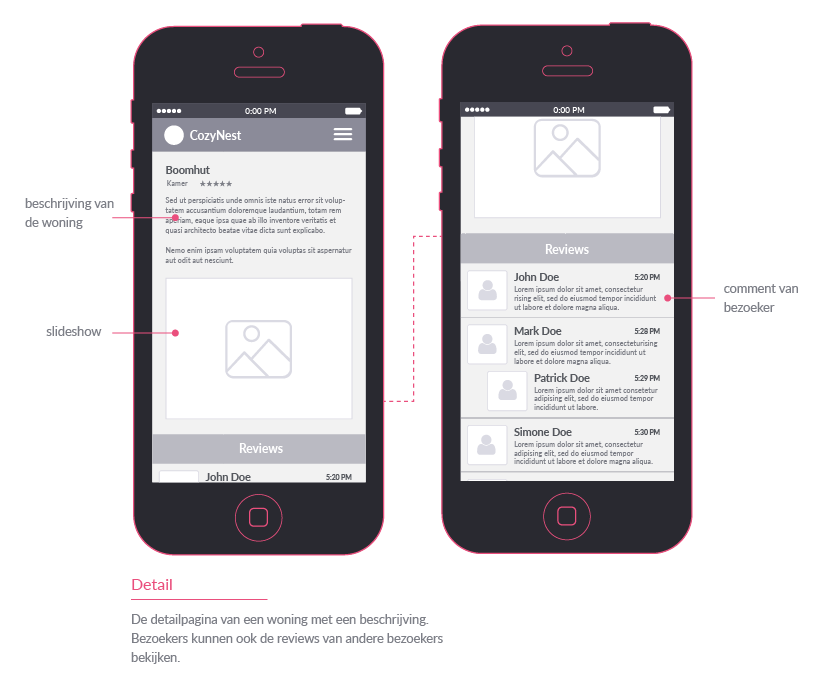 0:00 PM
CozyNest
Boomhut
Kamer ★★★★★
Sed ut perspiciatis unde omnis iste natus error sit volup-
tatem accusantium doloremque laudantium, totam rem
aperiam, eaque ipsa quae ab illo inventore veritatis et
quasi architecto beatae vitae dicta sunt explicabo.
Nemo enim ipsam voluptatem quia voluptas sit aspernatur
aut odit aut nesciunt.
Reviews
John Doe 5:20 PM
beschrijving van
de woning
slideshow
0:00 PM
Reviews
John Doe 5:20 PM
Lorem ipsum dolor sit amet, consectetur
rising elit, sed do eiusmod tempor incididunt
ut labore et dolore magna aliqua.
Mark Doe 5:28 PM
Lorem ipsum dolor sit amet, consecteturising
elit, sed do eiusmod tempor incididunt ut
labore et dolore magna aliqua.
Patrick Doe 5:29 PM
Lorem ipsum dolor sit amet consetetur
adipising elit, sed do eiusmod tempor
incididunt ut labore.
Simone Doe 5:30 PM
Lorem ipsum dolor sit amet, consectetur
adipising elit, sed do eiusmod tempor
incididunt ut labore et dolore magna aliqua.
comment van
bezoeker
Detail
De detailpagina van een woning met een beschrijving.
Bezoekers kunnen ook de reviews van andere bezoekers
bekijken.